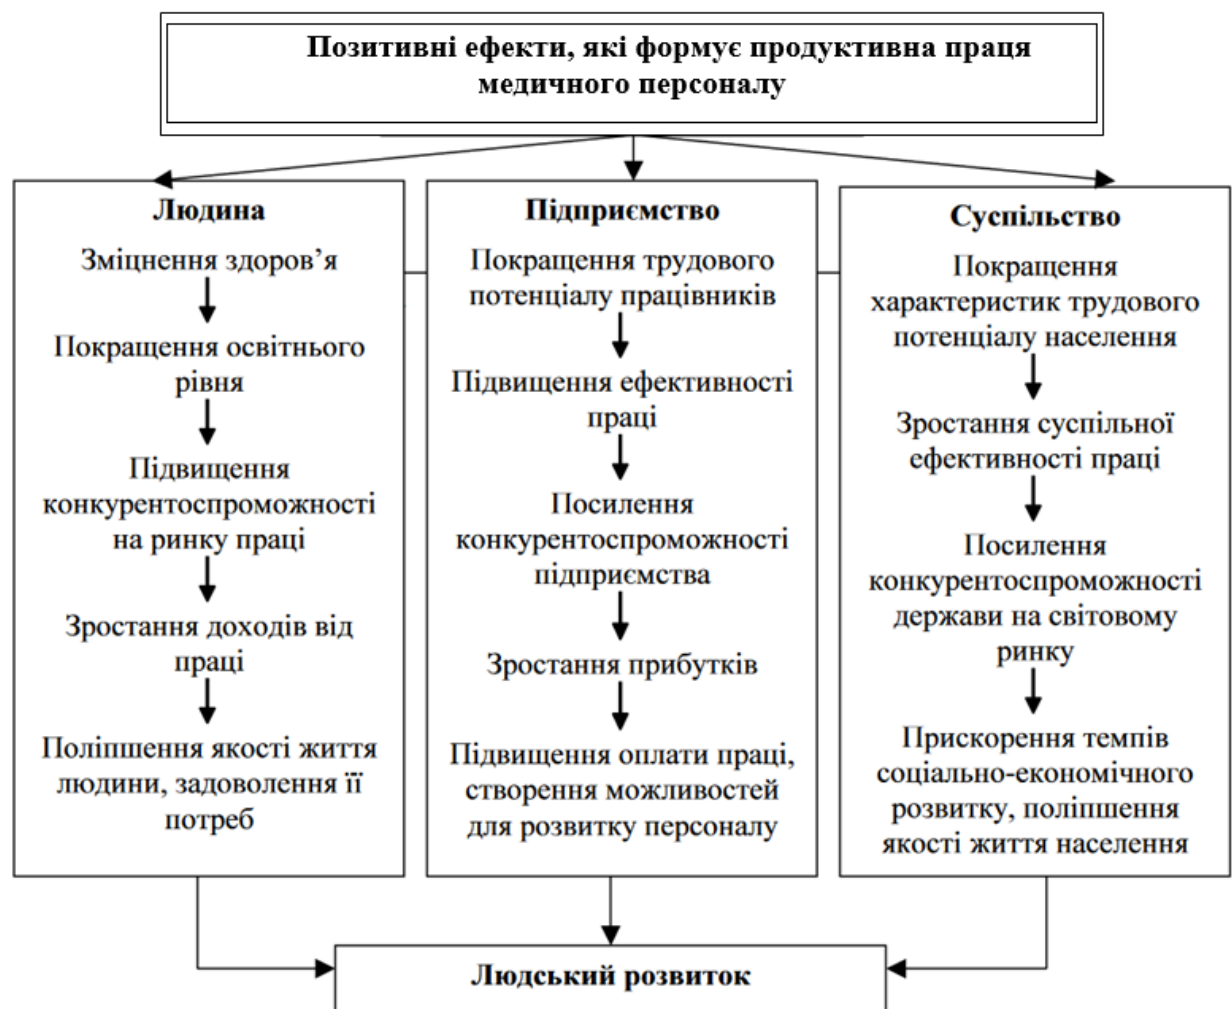 Позитивні ефекти, які формує продуктивна праця
медичного персоналу
Людина
Зміцнення здоров’я
Покращення освітнього
рівня
Підвищення
конкурентоспроможності
на ринку праці
Зростання доходів від
праці
Поліпшення якості життя
людини, задоволення її
потреб
Підприємство
Покращення трудового
потенціалу працівників
Підвищення ефективності
праці
Посилення
конкурентоспроможності
підприємства
Зростання прибутків
Підвищення оплати праці,
створення можливостей
для розвитку персоналу
Суспільство
Покращення
характеристик трудового
потенціалу населення
Зростання суспільної
ефективності праці
Посилення
конкурентоспроможності
держави на світовому
ринку
Прискорення темпів
соціально-економічного
розвитку, поліпшення
якості життя населення
Людський розвиток